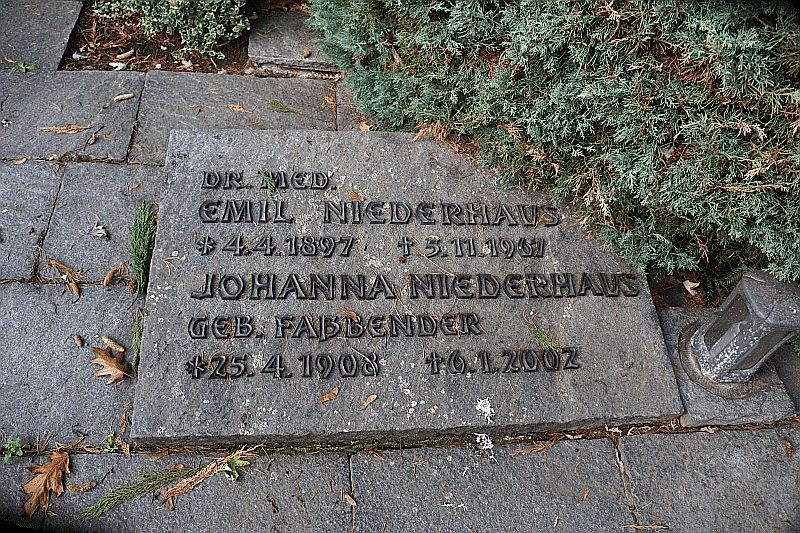 DR. MED.
EMIL NIEDERHAUS
*4.4.1897 †5.11.1967
JOHANNA NIEDERHAUS
GEB. FAßBENDER
*25.4.1908 †6.1.2002